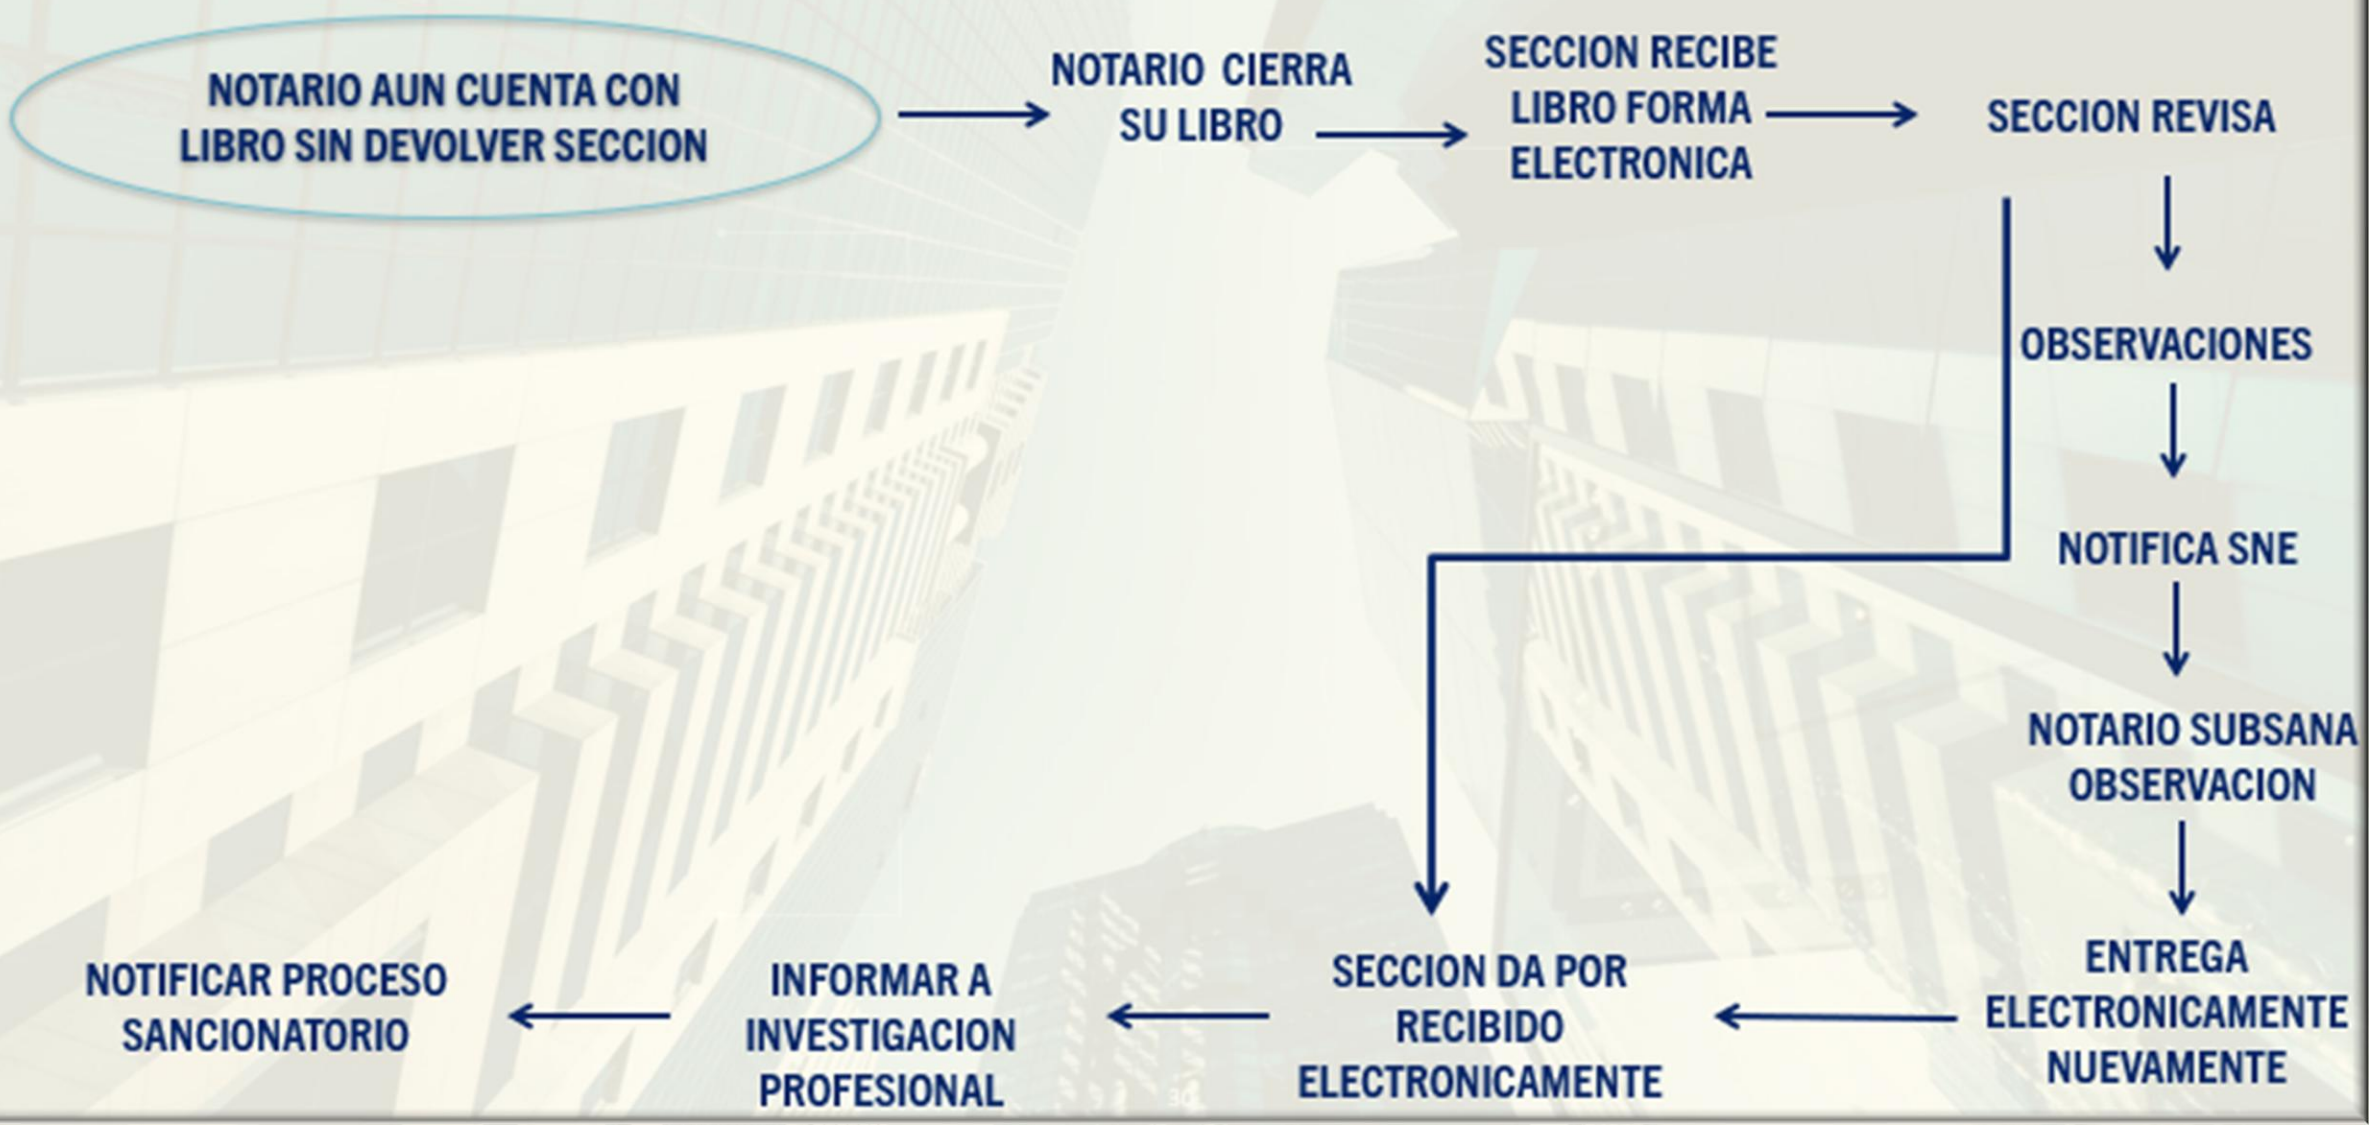 NOTARIO AUN CUENTA CON
LIBRO SIN DEVOLVER SECCION
NOTARIO CIERRA
SU LIBRO
SECCION RECIBE
LIBRO FORMA
ELECTRONICA
SECCION REVISA
OBSERVACIONES
NOTIFICA SNE
NOTARIO SUBSANA
OBSERVACION
ENTREGA
ELECTRONICAMENTE
NUEVAMENTE
SECCION DA POR
RECIBIDO
ELECTRONICAMENTE
INFORMAR A
INVESTIGACION
PROFESIONAL
NOTIFICAR PROCESO
SANCIONATORIO